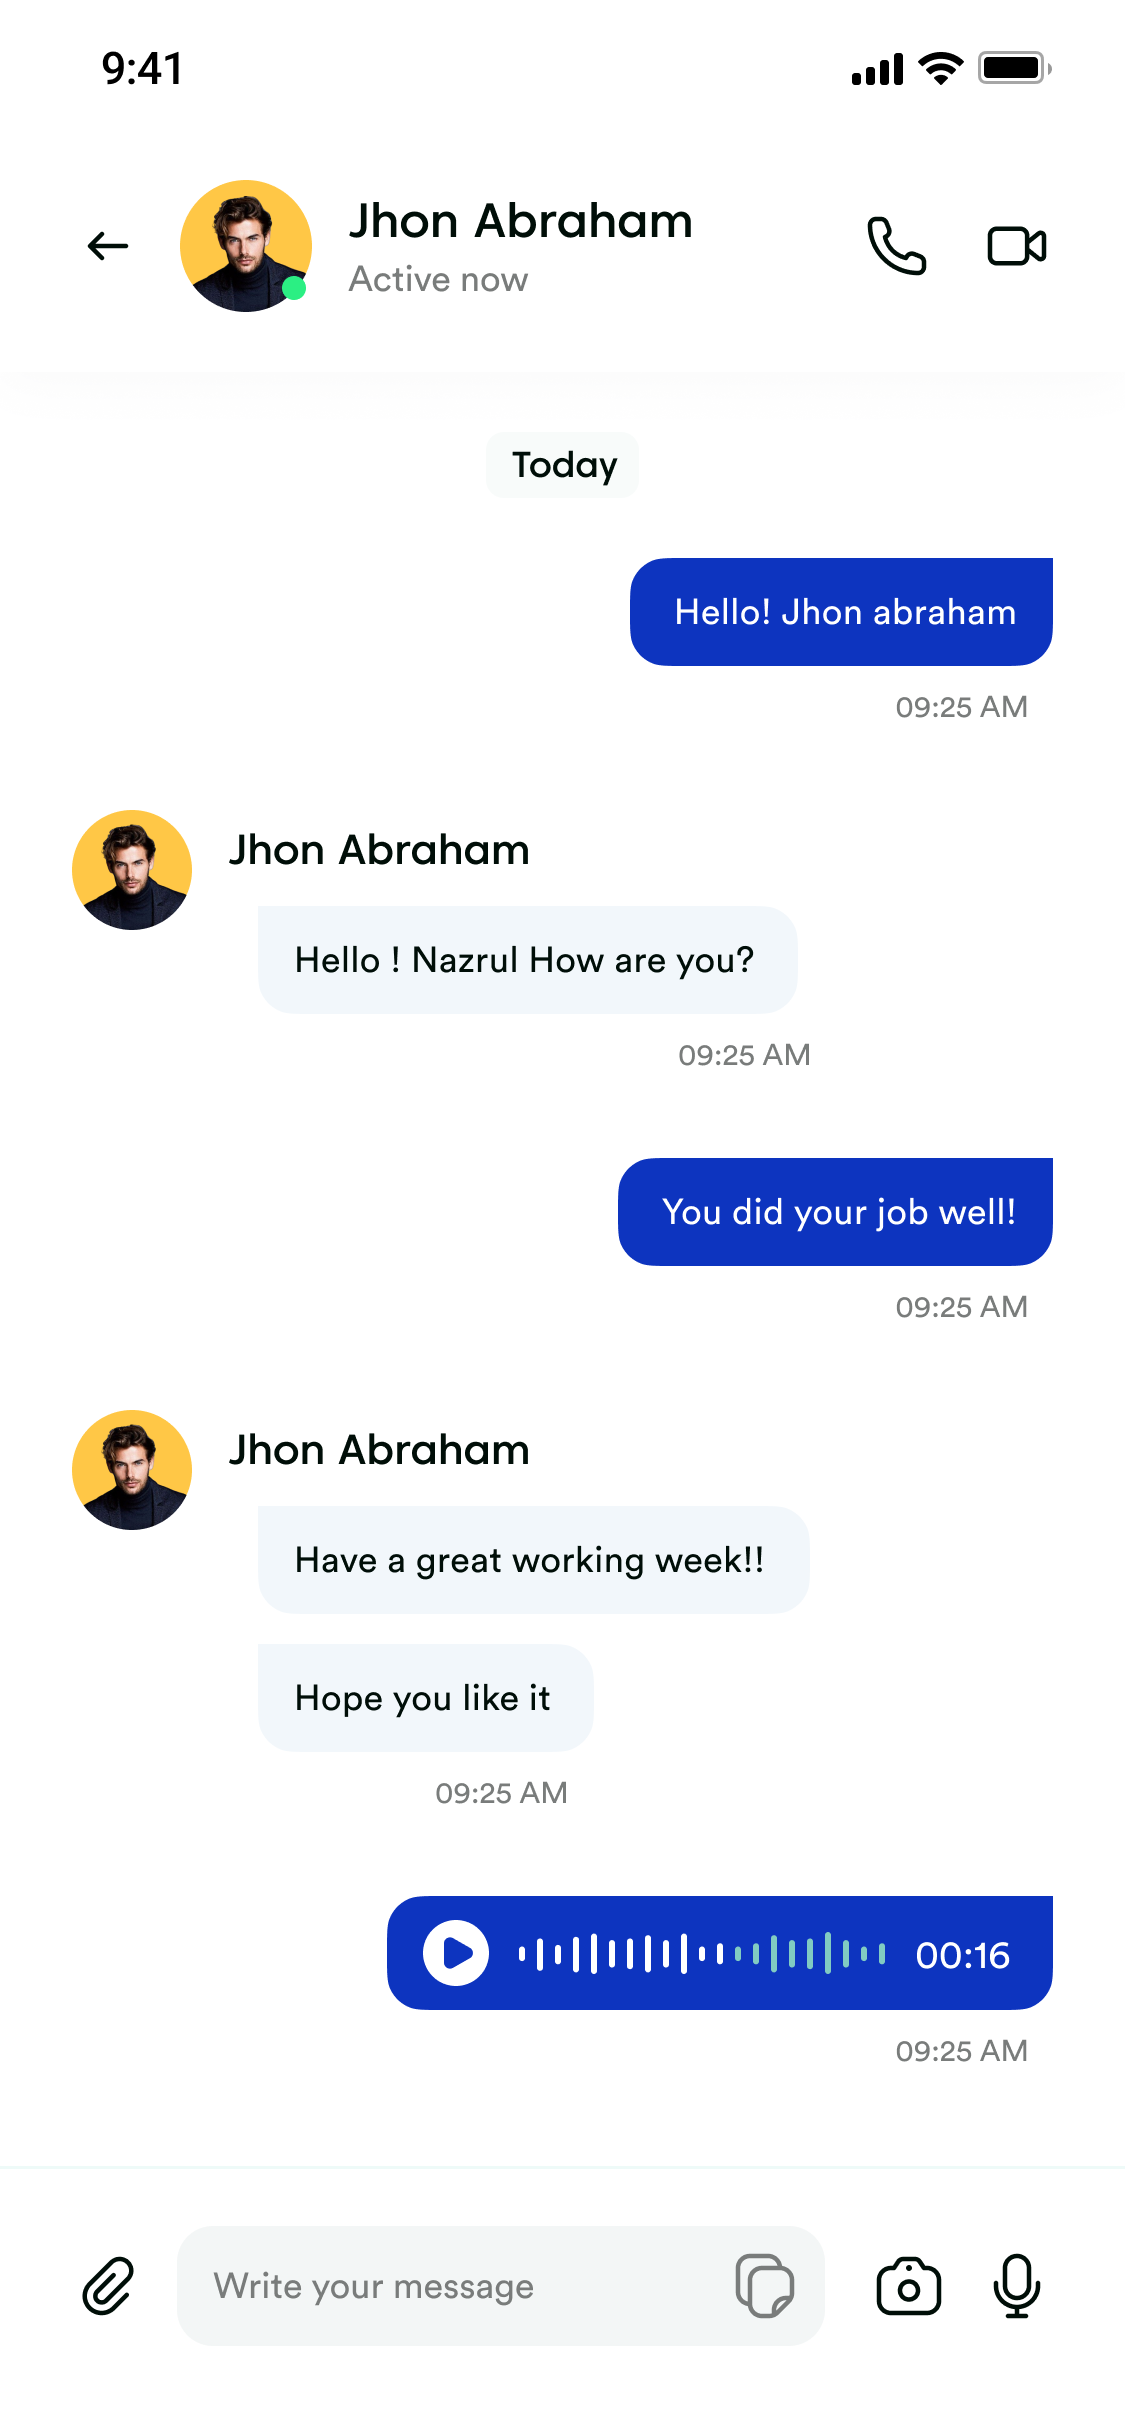 9:41
Jhon Abraham
Active now
Today
Hello! Jhon abraham
09:25 AM
Jhon Abraham
Hello ! Nazrul How are you?
09:25 AM
You did your job well!
09:25 AM
Jhon Abraham
Have a great working week!!
Hope you like it
09:25 AM
00:16
09:25 AM
Write your message